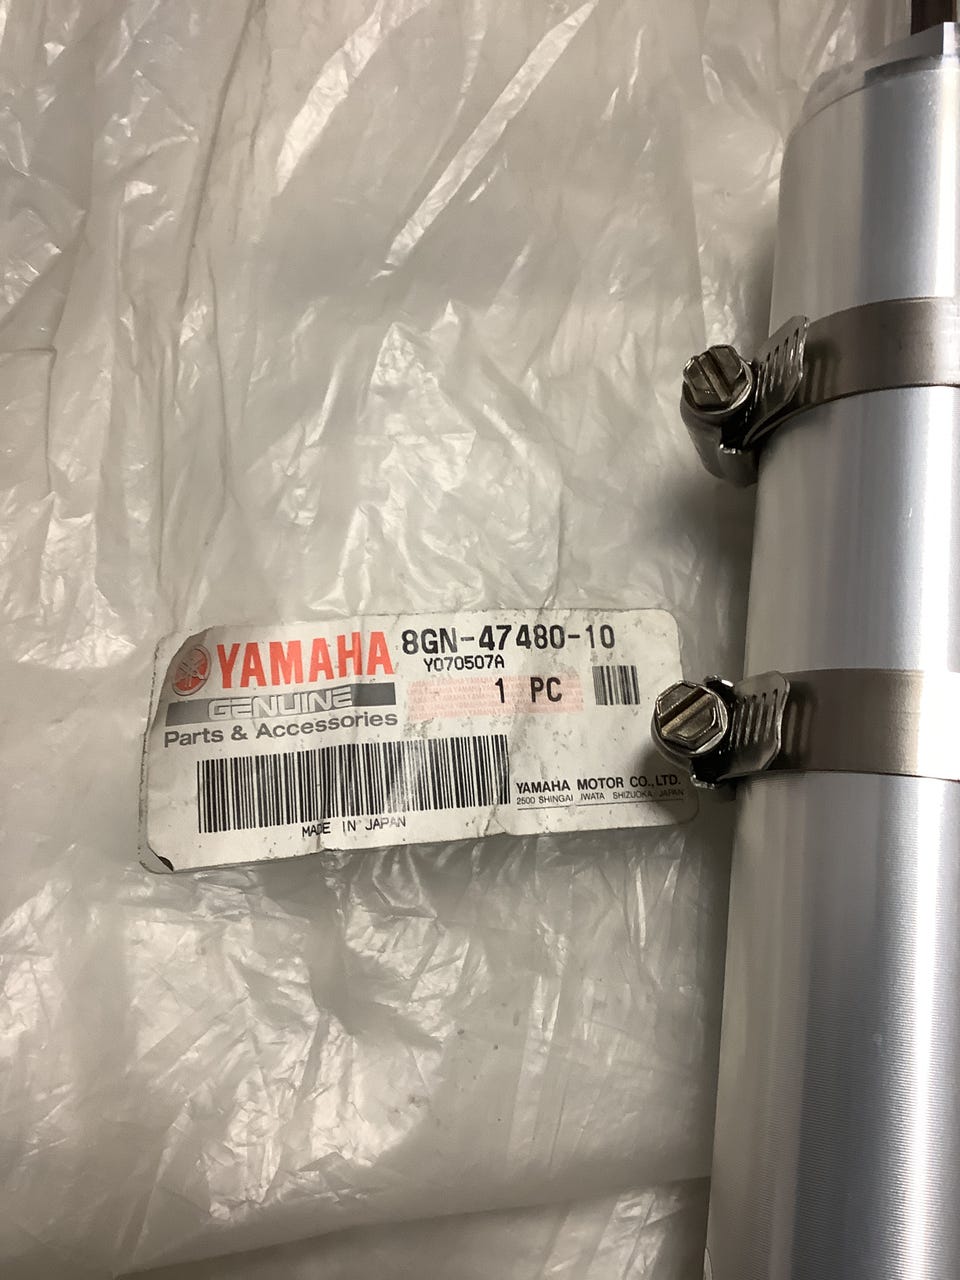 YAMAHA 8GN-47480-10
Y070507A
GENUINE 1 PC
Parts & Accessories
YAMAHA MOTOR CO., LTD.
2500 SHINGAI IWATA SHIZUOKA JAPAN
MADE IN JAPAN